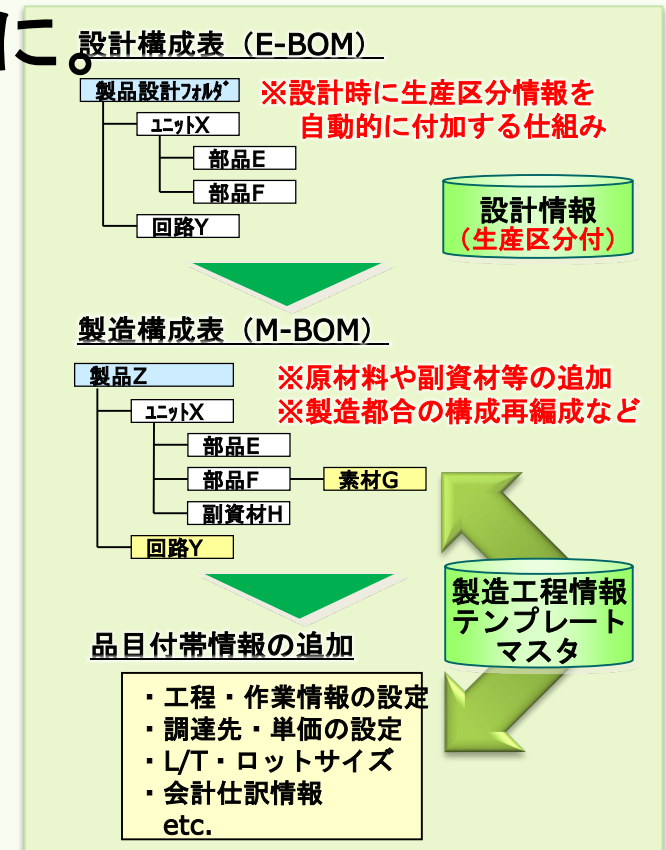 に。
設計構成表（E-BOM）
製品設計ﾌｫﾙﾀﾞ
※設計時に生産区分情報を
自動的に付加する仕組み
ﾕﾆｯﾄX
部品E
部品F
回路Y
設計情報
（生産区分付）
製造構成表（M-BOM）
製品Z
※原材料や副資材等の追加
※製造都合の構成再編成など
ﾕﾆｯﾄX
部品E
部品F
素材G
副資材H
回路Y
製造工程情報
テンプレート
マスタ
品目付帯情報の追加
・工程・作業情報の設定
・調達先・単価の設定
・L/T・ロットサイズ
・会計仕訳情報
etc.